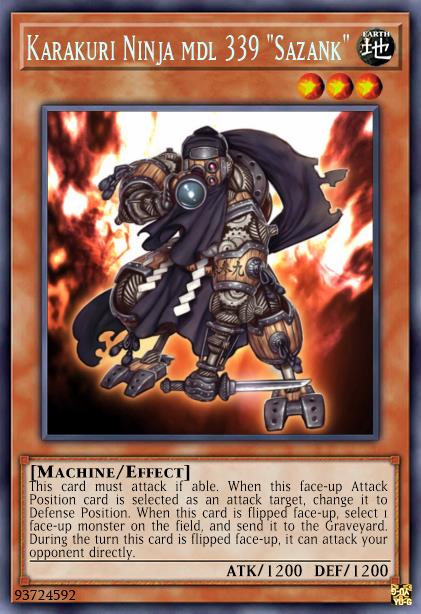 Karakuri Ninja mdl 339 "Sazank"
EARTH
地
[Machine/Effect]
This card must attack if able. When this face-up Attack
Position card is selected as an attack target, change it to
Defense Position. When this card is flipped face-up, select 1
face-up monster on the field, and send it to the Graveyard.
During the turn this card is flipped face-up, it can attack your
opponent directly.
ATK/1200 DEF/1200
93724592